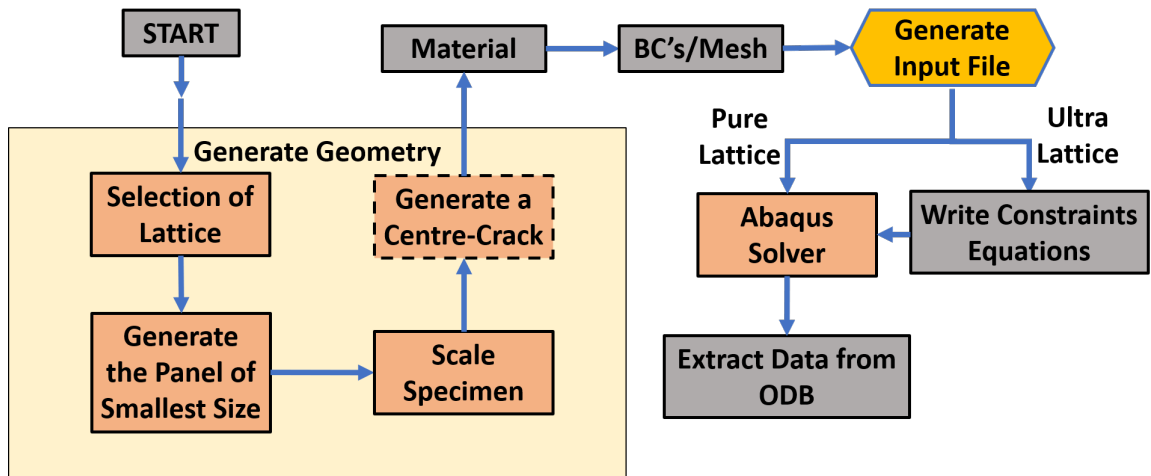 START
Generate Geometry
Selection of
Lattice
Generate
the Panel of
Smallest Size
Scale
Specimen
Generate a
Centre-Crack
Material
BC's/Mesh
Generate
Input File
Pure
Lattice
Ultra
Lattice
Write Constraints
Equations
Abaqus
Solver
Extract Data from
ODB